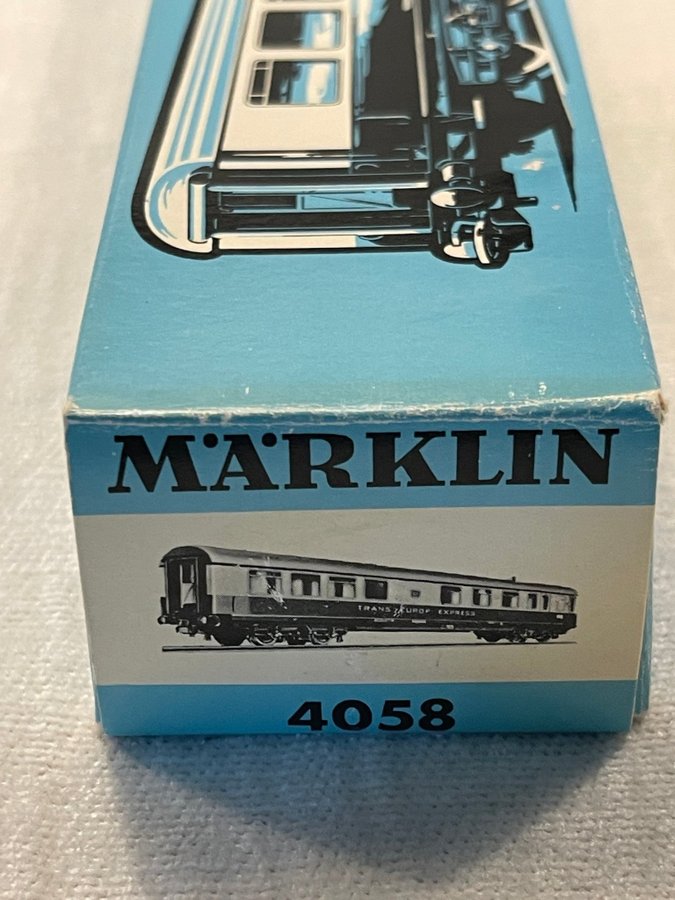 MÄRKLIN
TRANS EUROP EXPRESS
4058